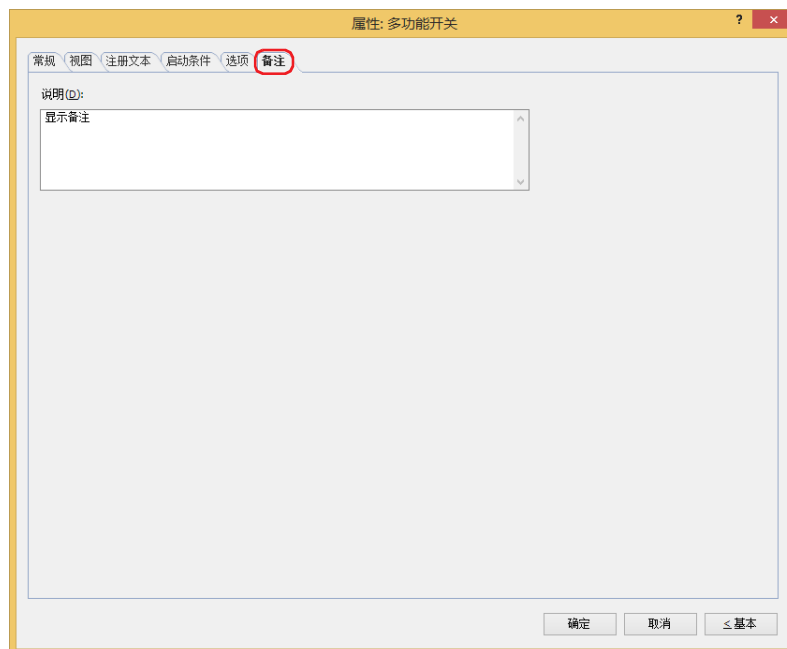 属性: 多功能开关
? ×
常规 视图 注册文本 启动条件 选项 备注
说明(D):
显示备注
确定 取消 ≤基本